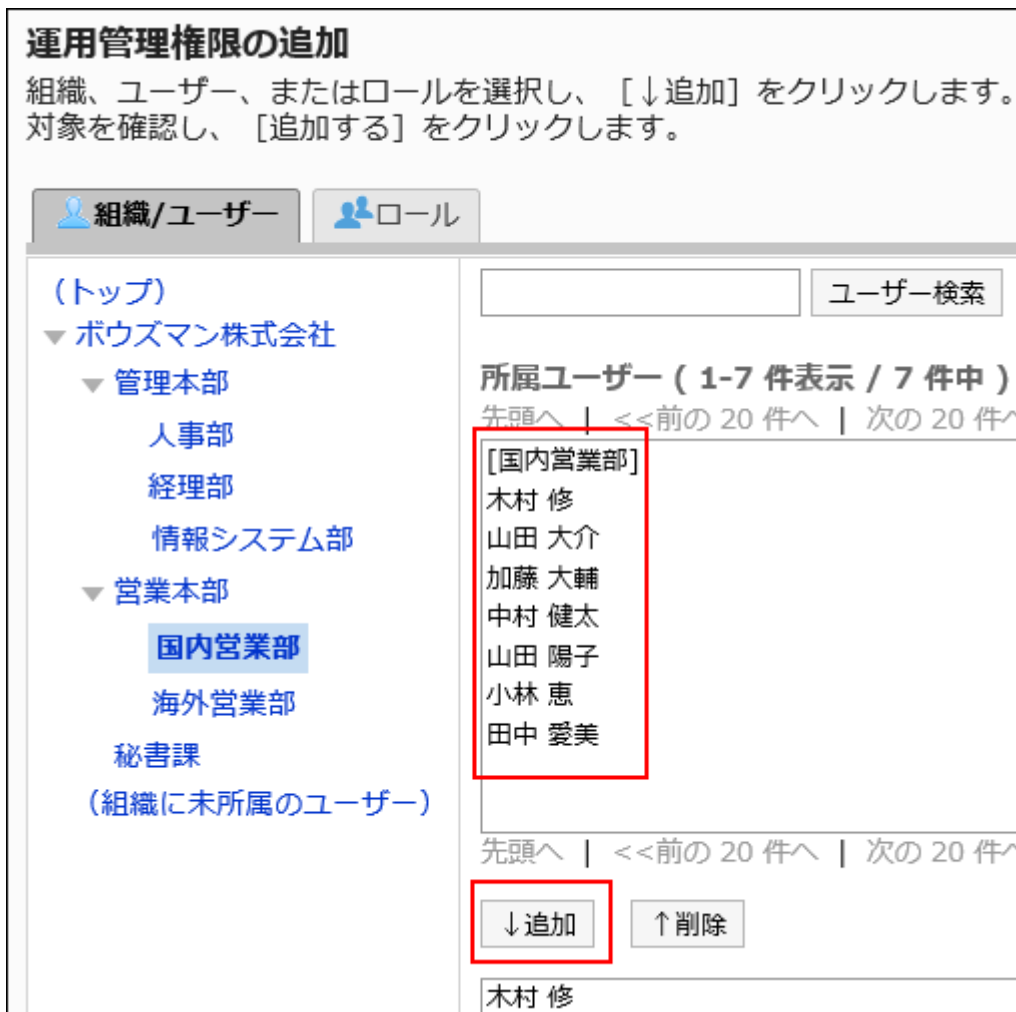 運用管理権限の追加
組織、ユーザー、またはロールを選択し、［↓追加］をクリックします。
対象を確認し、［追加する］をクリックします。
組織/ユーザー
ロール
（トップ）
ボウズマン株式会社
管理本部
人事部
経理部
情報システム部
営業本部
国内営業部
海外営業部
秘書課
（組織に未所属のユーザー）
ユーザー検索
所属ユーザー ( 1-7 件表示 / 7 件中 )
先頭へ | <<前の 20 件へ | 次の 20 件へ
[国内営業部]
木村 修
山田 大介
加藤 大輔
中村 健太
山田 陽子
小林 恵
田中 愛美
先頭へ | <<前の 20 件へ | 次の 20 件へ
↓追加
↑削除
木村 修